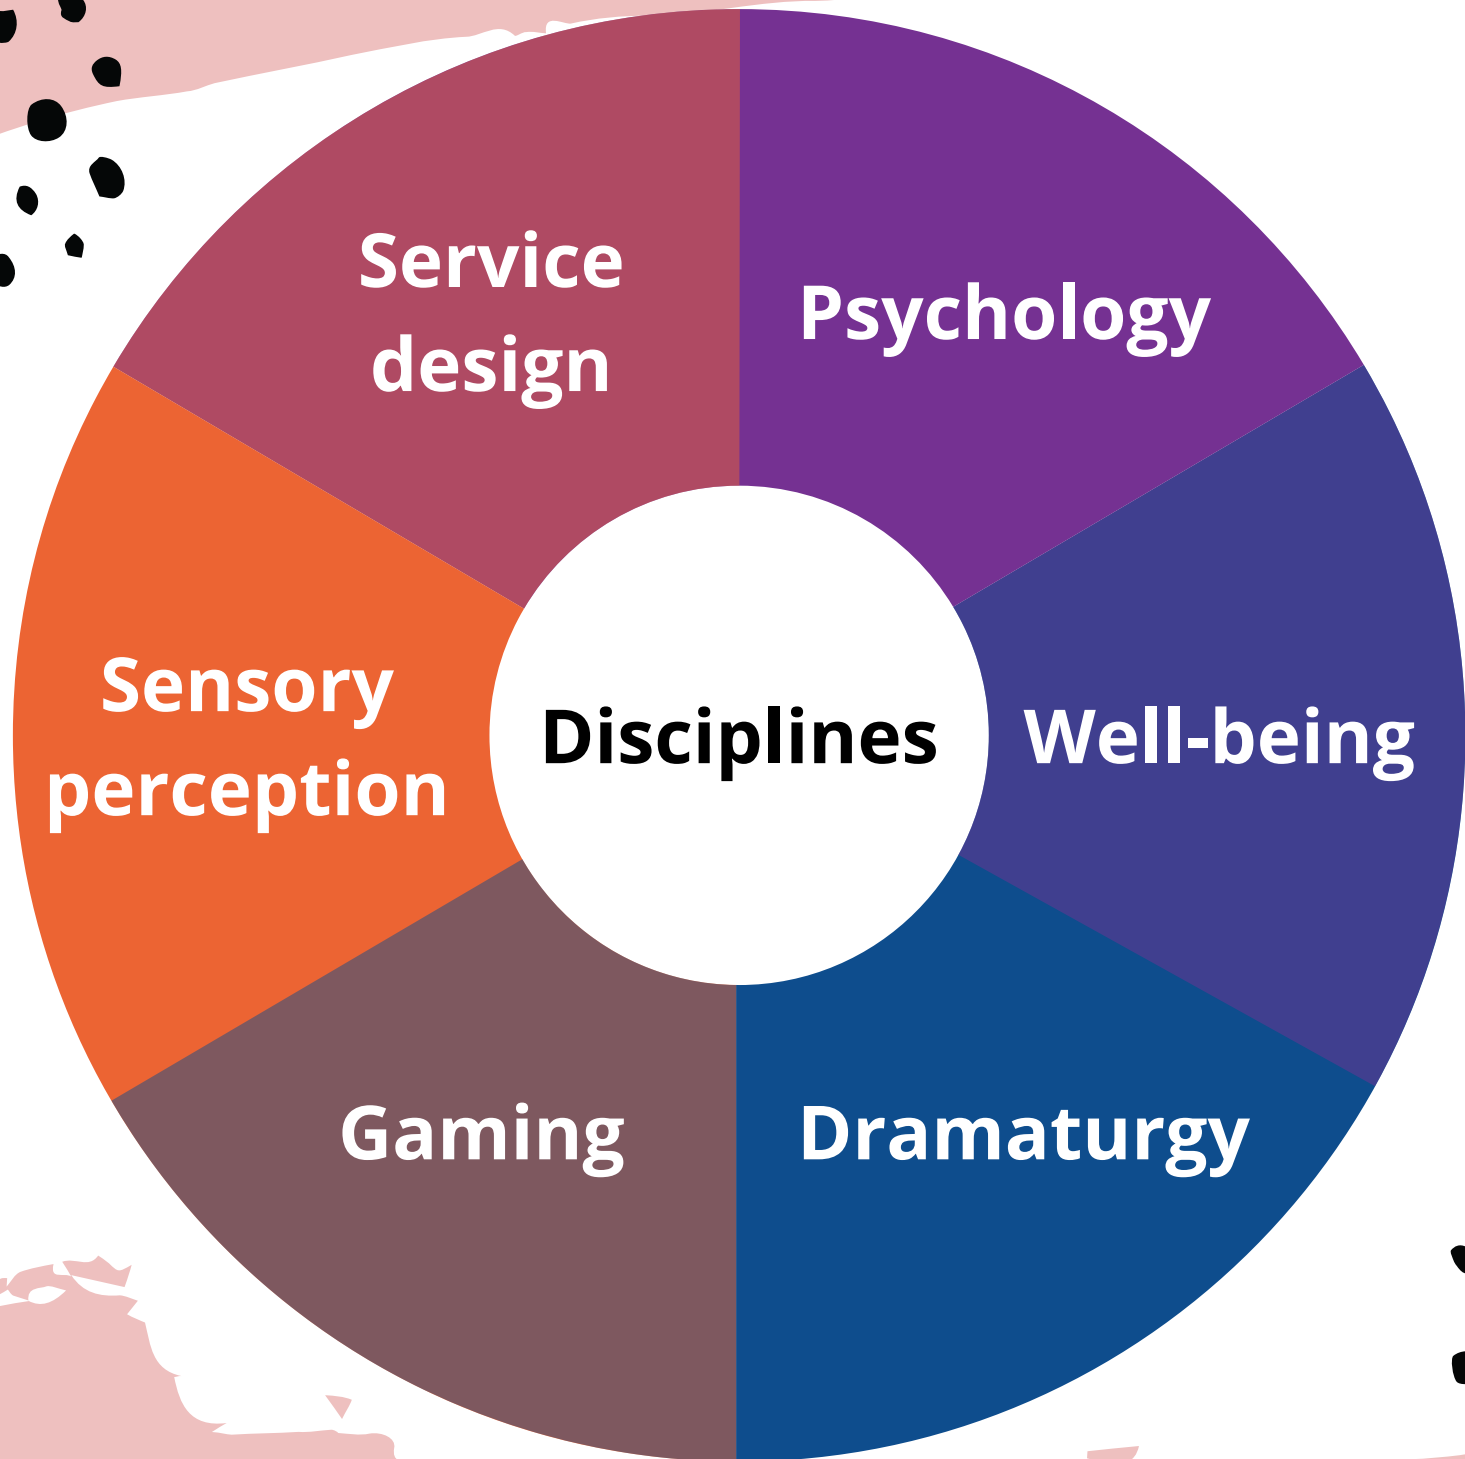 Service
design
Psychology
Sensory
perception
Disciplines
Well-being
Gaming
Dramaturgy